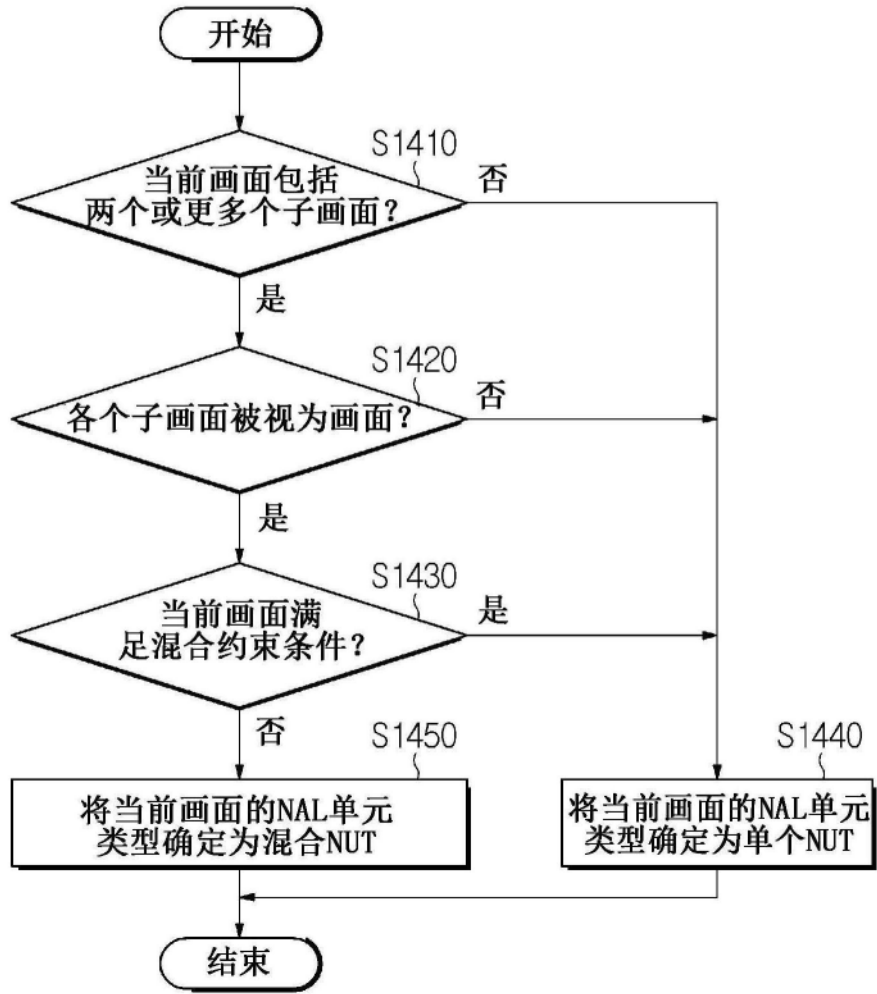 开始
S1410
当前画面包括
两个或更多个子画面？
否
是
S1420
各个子画面被视为画面？
否
是
S1430
当前画面满
足混合约束条件？
是
否
S1450
将当前画面的NAL单元
类型确定为混合NUT
S1440
将当前画面的NAL单元
类型确定为单个NUT
结束